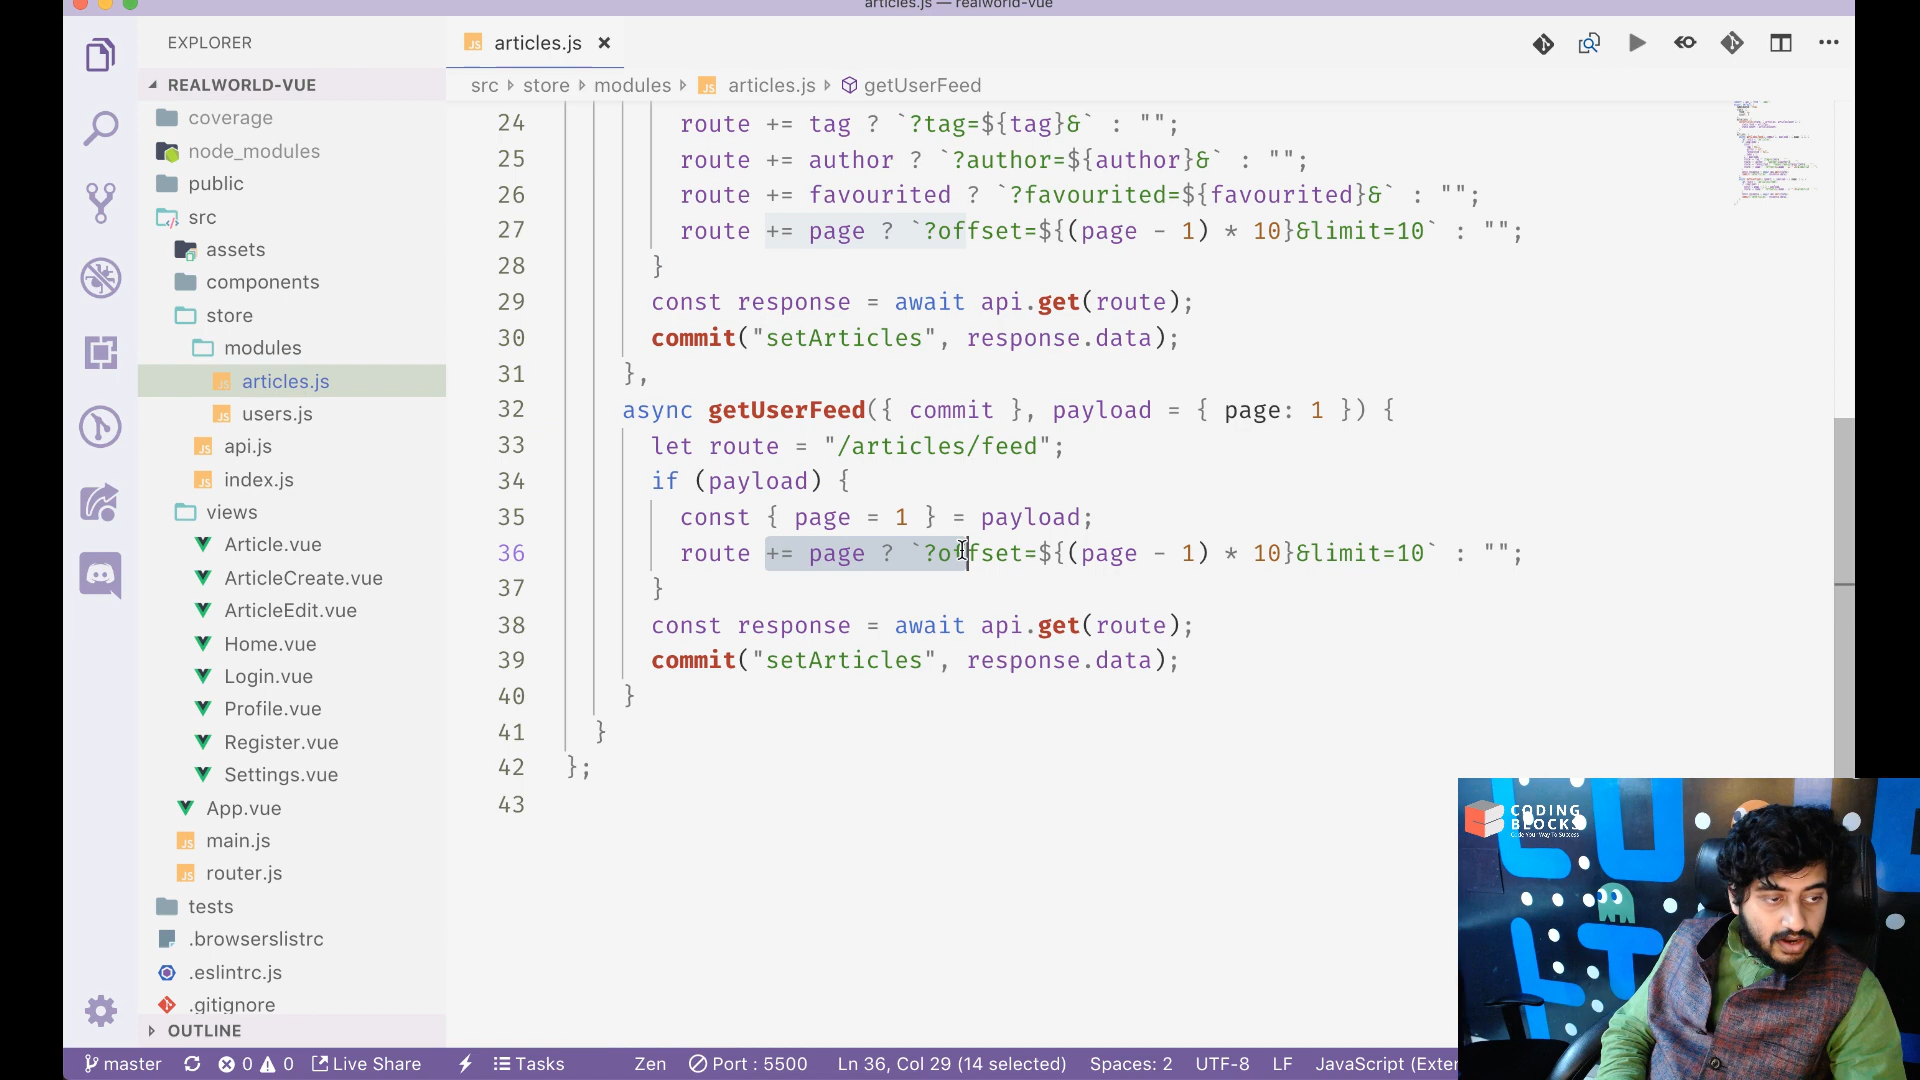 articles.js — realworld-vue
EXPLORER
articles.js
REALWORLD-VUE
src store modules articles.js getUserFeed
coverage
node_modules
public
src
assets
components
store
modules
articles.js
users.js
api.js
index.js
views
Article.vue
ArticleCreate.vue
ArticleEdit.vue
Home.vue
Login.vue
Profile.vue
Register.vue
Settings.vue
App.vue
main.js
router.js
tests
.browserslistrc
.eslintrc.js
.gitignore
OUTLINE
24 route += tag ? `?tag=${tag}&` : "";
25 route += author ? `?author=${author}&` : "";
26 route += favourited ? `?favourited=${favourited}&` : "";
27 route += page ? `?offset=${(page - 1) * 10}&limit=10` : "";
28 }
29 const response = await api.get(route);
30 commit("setArticles", response.data);
31 },
32 async getUserFeed({ commit }, payload = { page: 1 }) {
33 let route = "/articles/feed";
34 if (payload) {
35 const { page = 1 } = payload;
36 route += page ? `?offset=${(page - 1) * 10}&limit=10` : "";
37 }
38 const response = await api.get(route);
39 commit("setArticles", response.data);
40 }
41 }
42 };
43
CODING
BLOCKS
Code Your Way To Success
master 0 0 Live Share Tasks Zen Port : 5500 Ln 36, Col 29 (14 selected) Spaces: 2 UTF-8 LF JavaScript (Exter